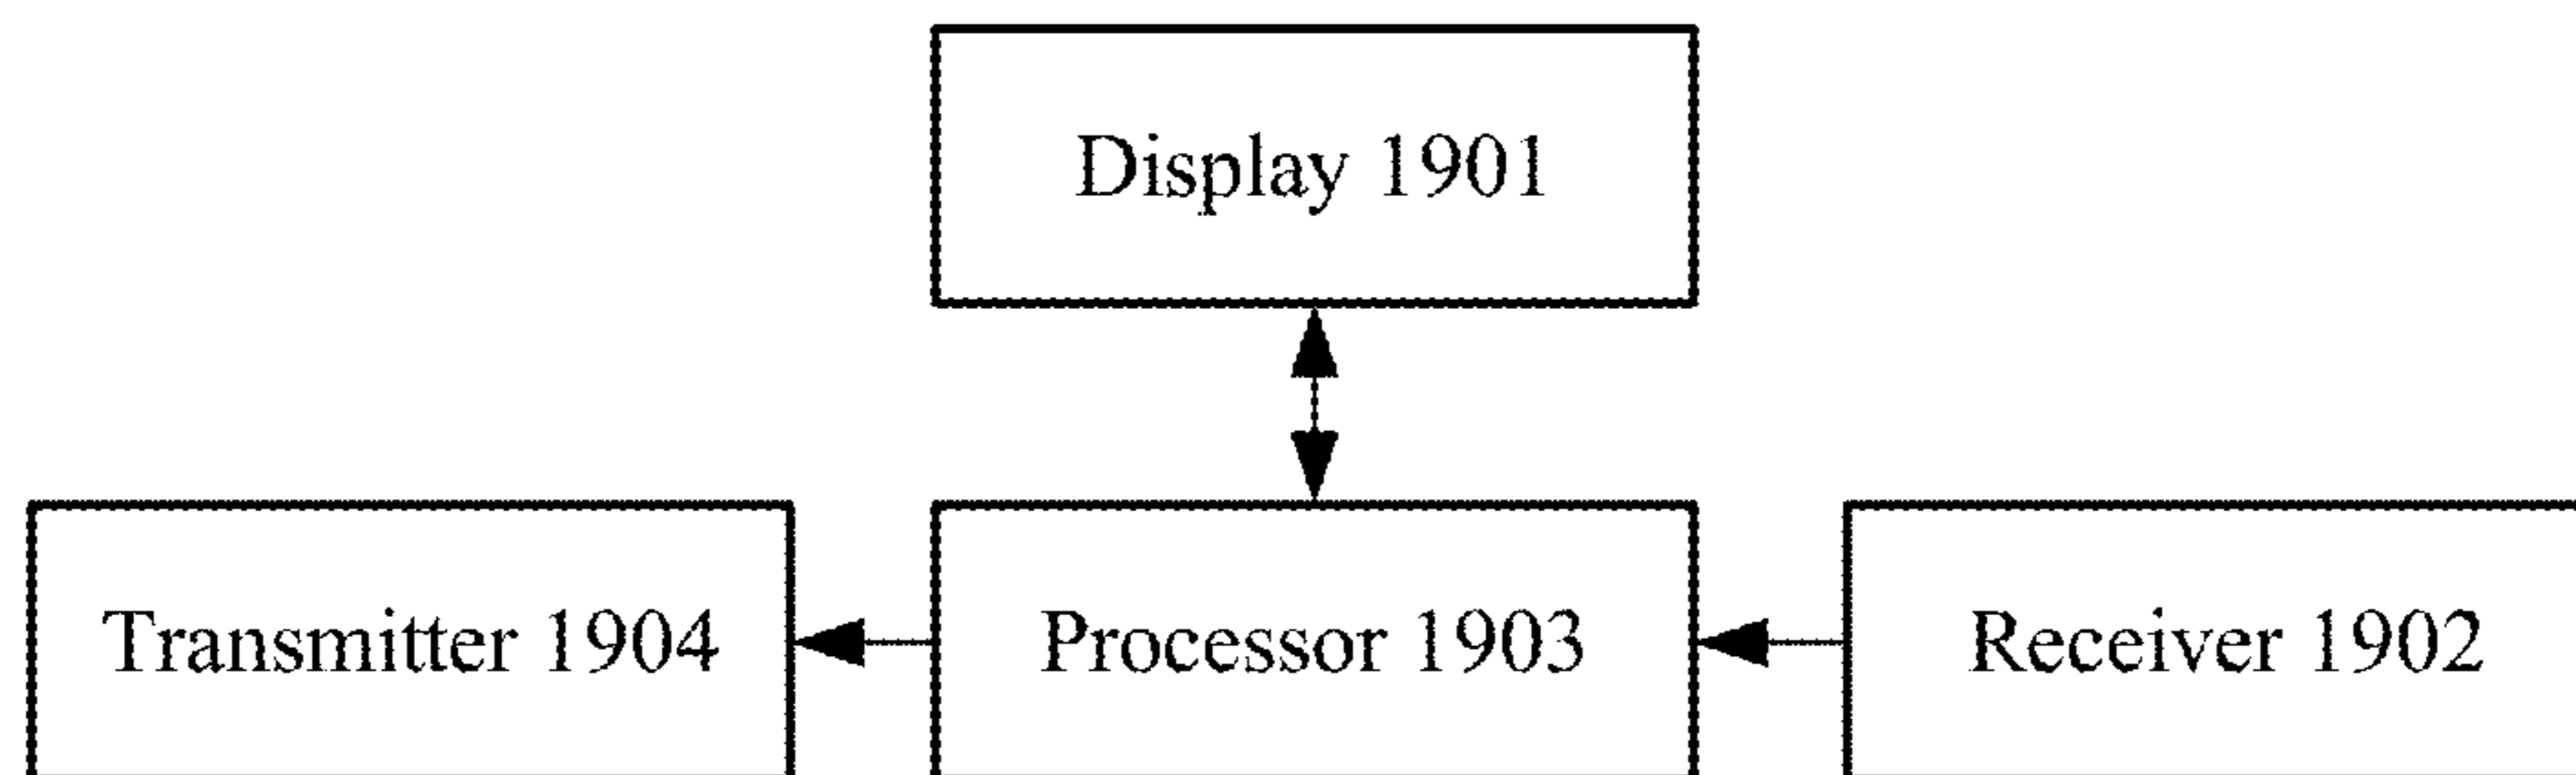 Display 1901
Transmitter 1904
Processor 1903
Receiver 1902